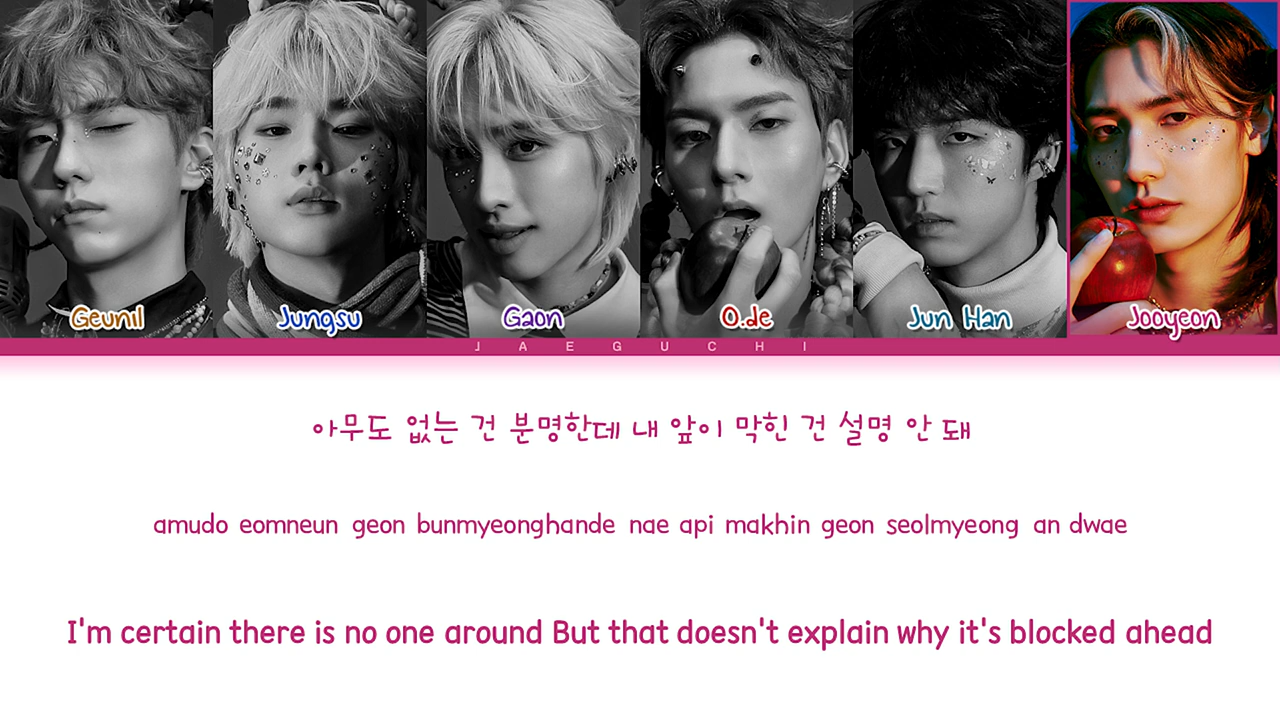 Geunil Jungsu Gaon O.de Jun Han Jooyeon
JAEGUCHI
아무도 없는 건 분명한데 내 앞이 막힌 건 설명 안 돼
amudo eomneun geon bunmyeonghande nae api makhin geon seolmyeong an dwae
I'm certain there is no one around But that doesn't explain why it's blocked ahead